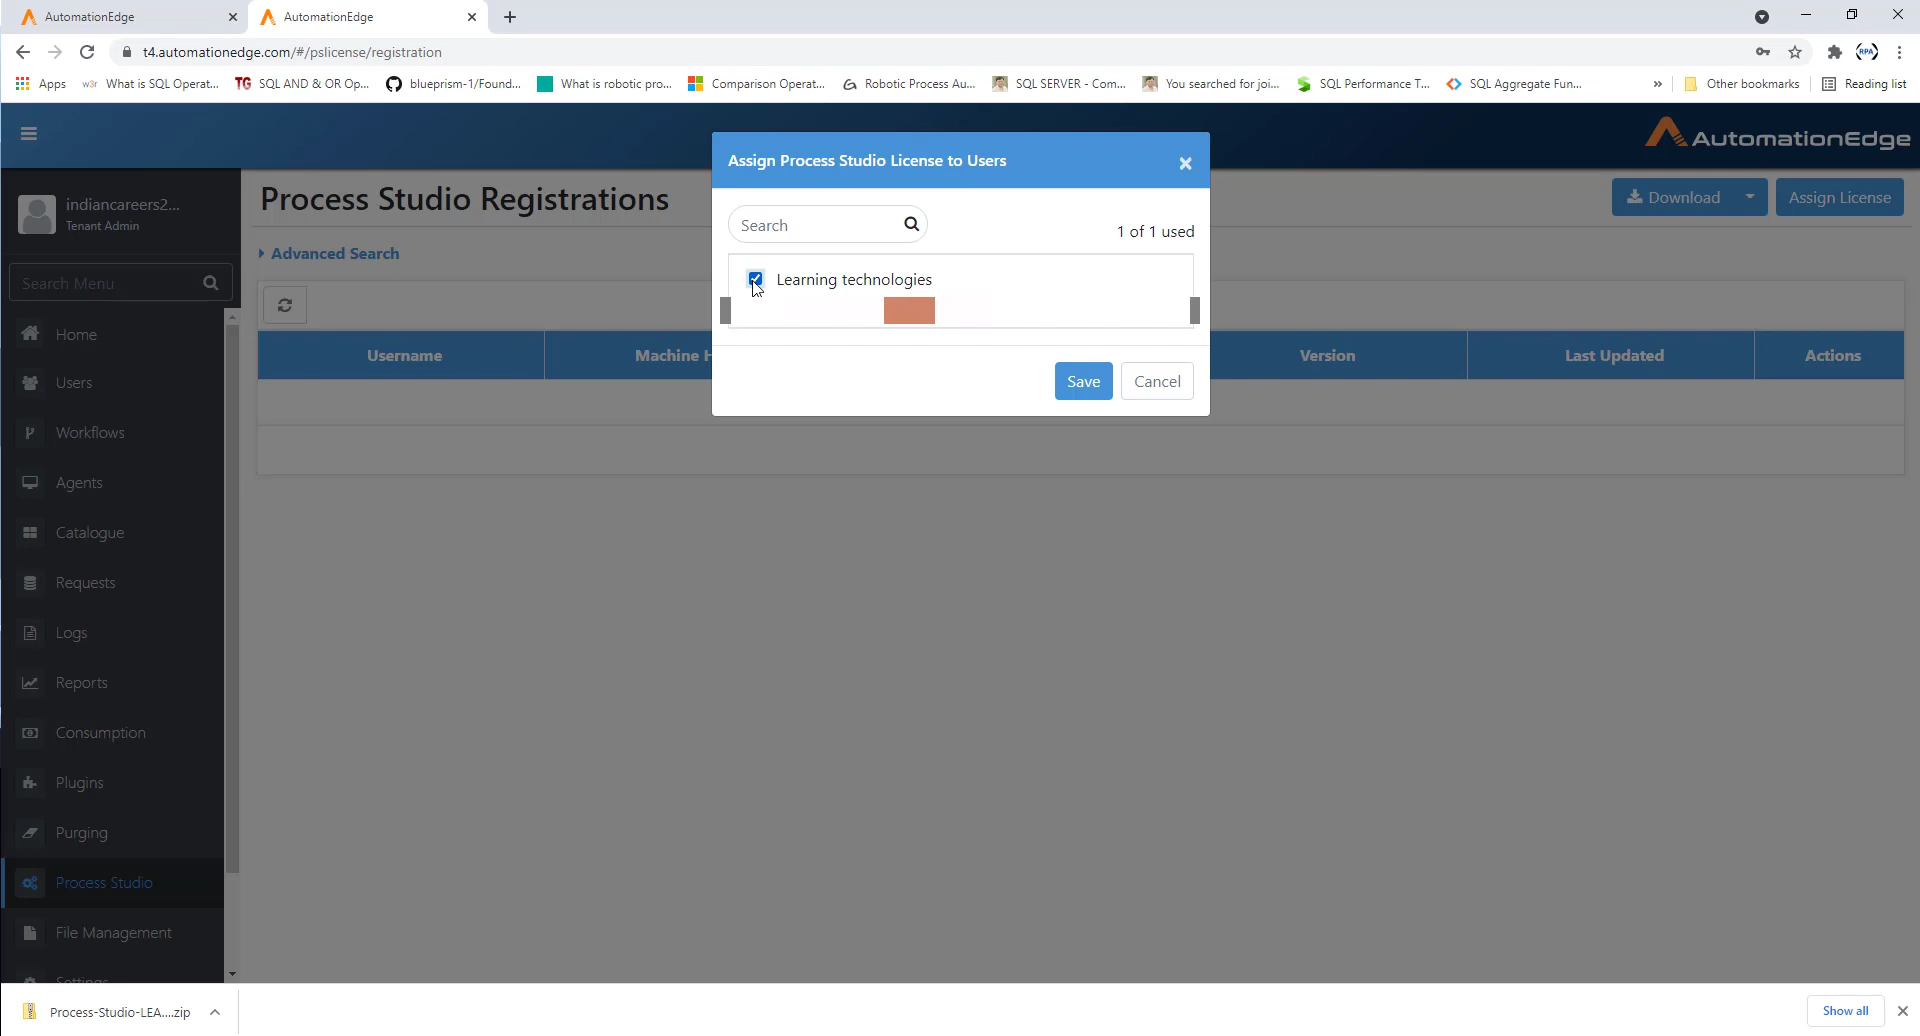 AutomationEdge
AutomationEdge
t4.automationedge.com/#/pslicense/registration
RPA
Apps
w3r What is SQL Operat...
TG SQL AND & OR Op...
blueprism-1/Found...
What is robotic pro...
Comparison Operat...
Robotic Process Au...
SQL SERVER - Com...
You searched for joi...
SQL Performance T...
SQL Aggregate Fun...
»
Other bookmarks
Reading list
AutomationEdge
indiancareers2...
Tenant Admin
Search Menu
Home
Users
Workflows
Agents
Catalogue
Requests
Logs
Reports
Consumption
Plugins
Purging
Process Studio
File Management
Settings
Process Studio Registrations
Download
Assign License
Advanced Search
Username
Machine H
Version
Last Updated
Actions
Assign Process Studio License to Users
Search
1 of 1 used
Learning technologies
Save
Cancel
Process-Studio-LEA....zip
Show all